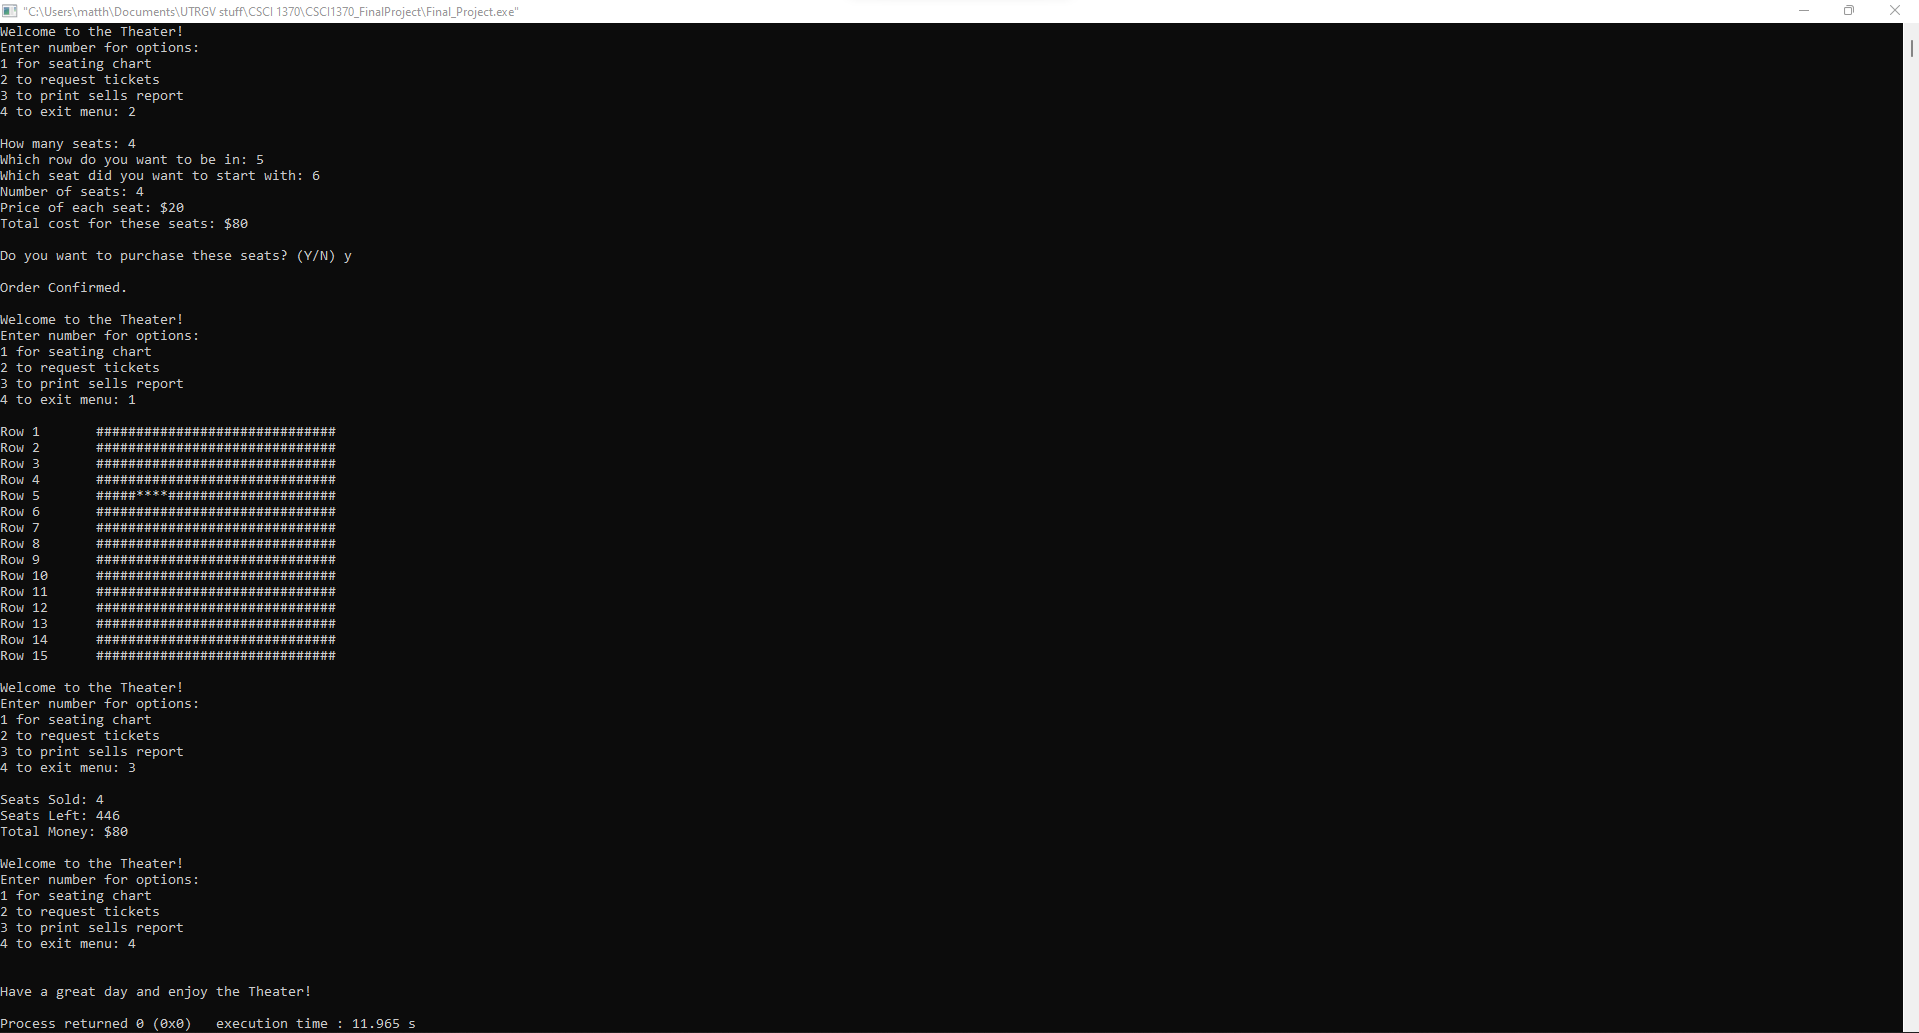 "C:\Users\matth\Documents\UTRGV stuff\CSCI 1370\CSCI1370_FinalProject\Final_Project.exe"
Welcome to the Theater!
Enter number for options:
1 for seating chart
2 to request tickets
3 to print sells report
4 to exit menu: 2
How many seats: 4
Which row do you want to be in: 5
Which seat did you want to start with: 6
Number of seats: 4
Price of each seat: $20
Total cost for these seats: $80
Do you want to purchase these seats? (Y/N) y
Order Confirmed.
Welcome to the Theater!
Enter number for options:
1 for seating chart
2 to request tickets
3 to print sells report
4 to exit menu: 1
Row 1 ##############################
Row 2 ##############################
Row 3 ##############################
Row 4 ##############################
Row 5 #####****#####################
Row 6 ##############################
Row 7 ##############################
Row 8 ##############################
Row 9 ##############################
Row 10 ##############################
Row 11 ##############################
Row 12 ##############################
Row 13 ##############################
Row 14 ##############################
Row 15 ##############################
Welcome to the Theater!
Enter number for options:
1 for seating chart
2 to request tickets
3 to print sells report
4 to exit menu: 3
Seats Sold: 4
Seats Left: 446
Total Money: $80
Welcome to the Theater!
Enter number for options:
1 for seating chart
2 to request tickets
3 to print sells report
4 to exit menu: 4
Have a great day and enjoy the Theater!
Process returned 0 (0x0) execution time : 11.965 s